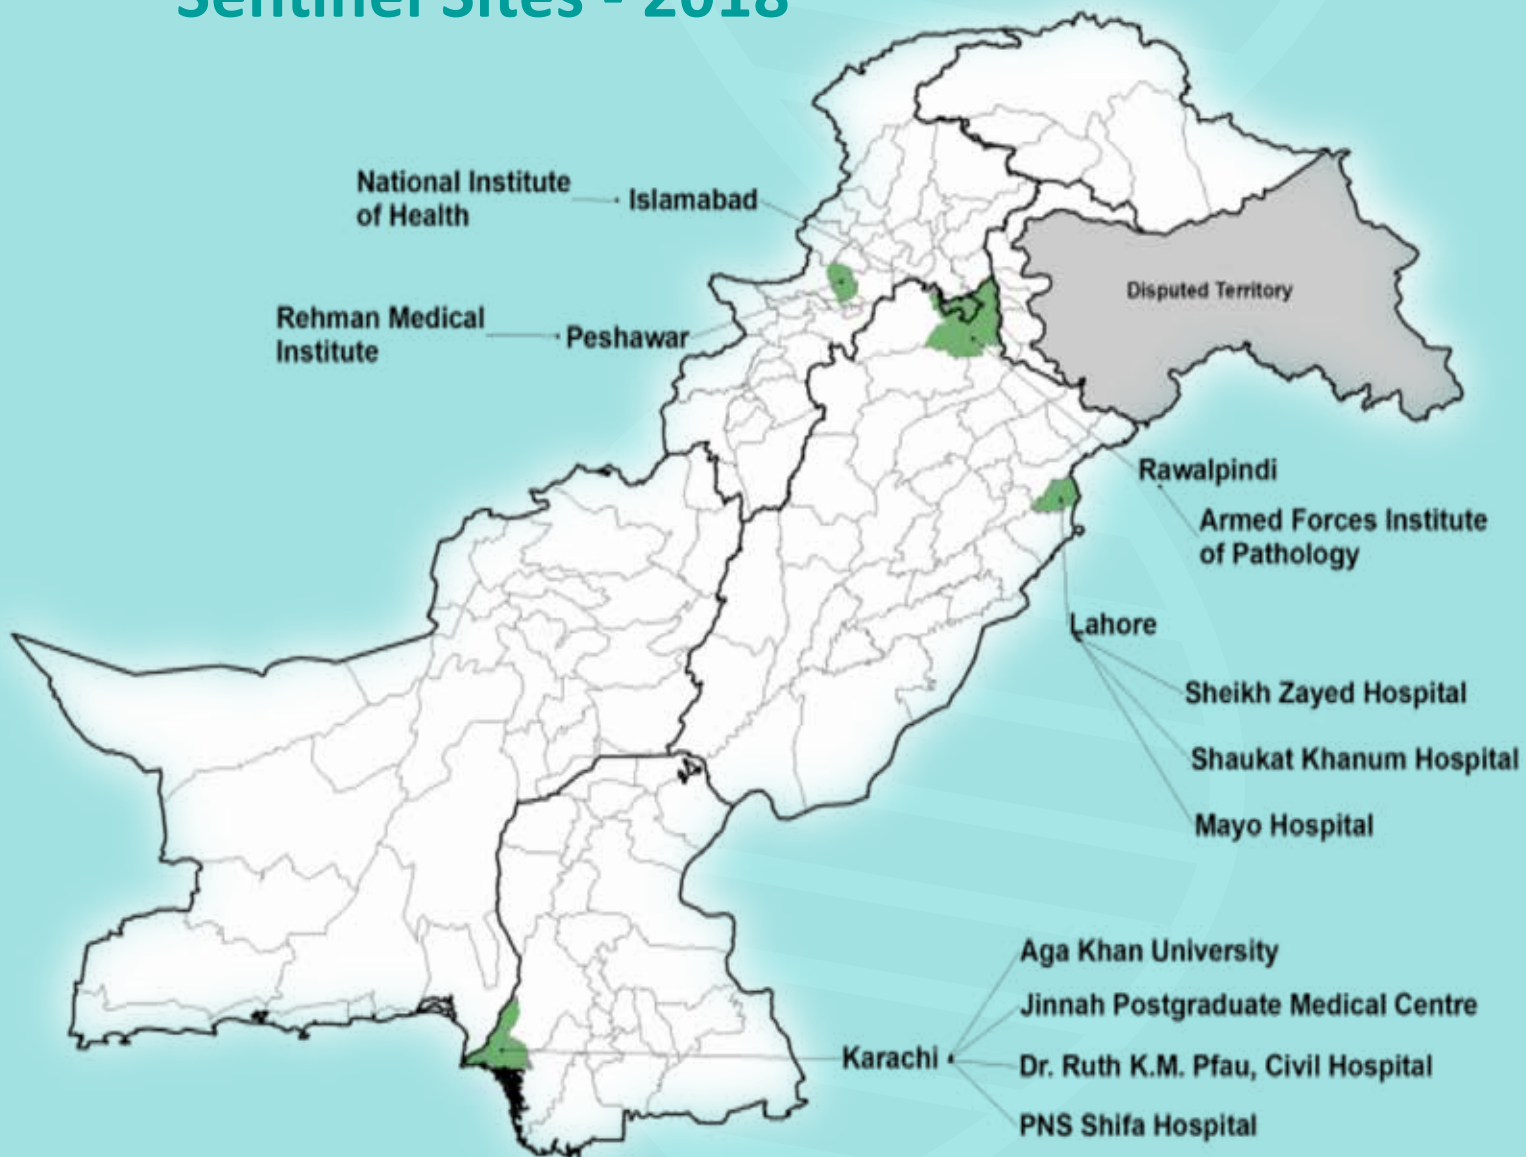 Sentinel Sites - 2018
National Institute
of Health
Islamabad
Rehman Medical
Institute
Peshawar
Disputed Territory
Rawalpindi
Armed Forces Institute
of Pathology
Lahore
Sheikh Zayed Hospital
Shaukat Khanum Hospital
Mayo Hospital
Karachi
Aga Khan University
Jinnah Postgraduate Medical Centre
Dr. Ruth K.M. Pfau, Civil Hospital
PNS Shifa Hospital